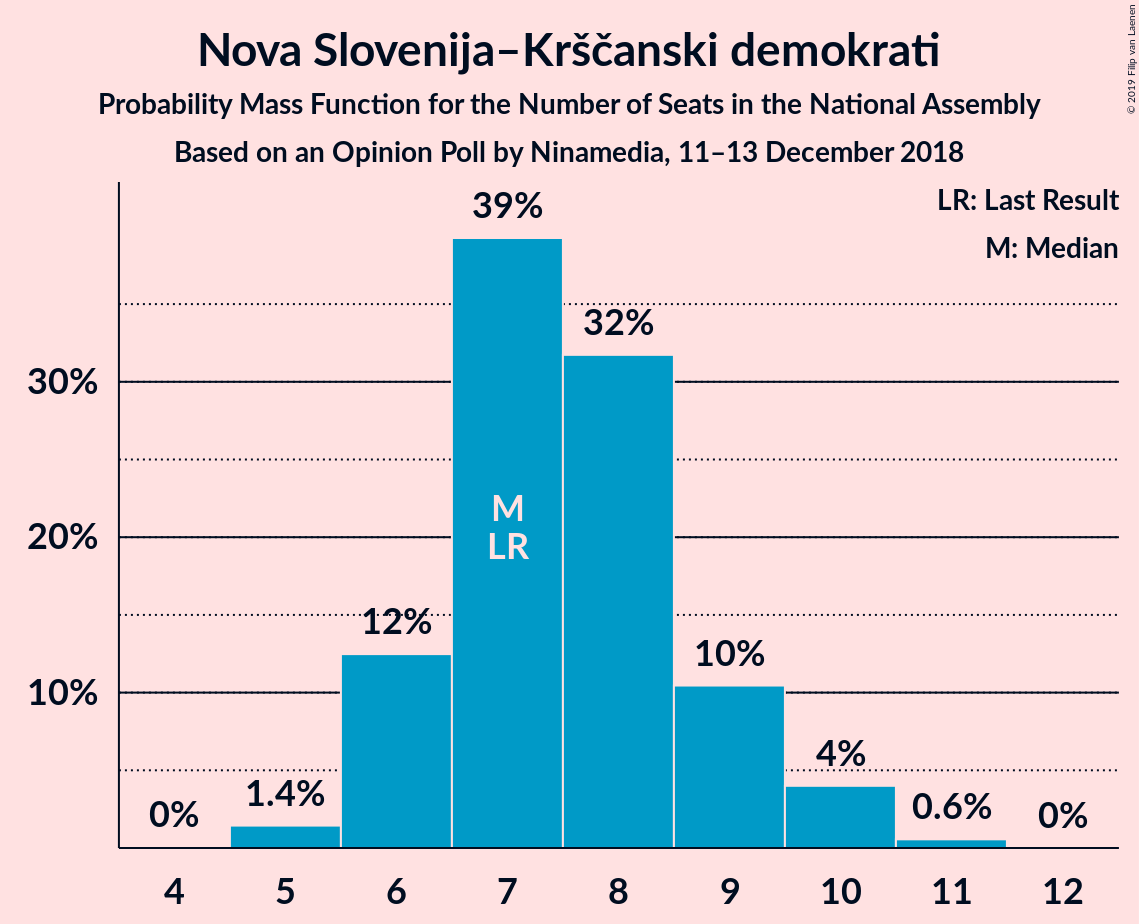 Nova Slovenija–Krščanski demokrati
Probability Mass Function for the Number of Seats in the National Assembly
Based on an Opinion Poll by Ninamedia, 11–13 December 2018
© 2019 Filip van Laenen
LR: Last Result
M: Median
39%
32%
30%
M
LR
20%
12%
10%
10%
4%
1.4%
0.6%
0%
0%
4 5 6 7 8 9 10 11 12